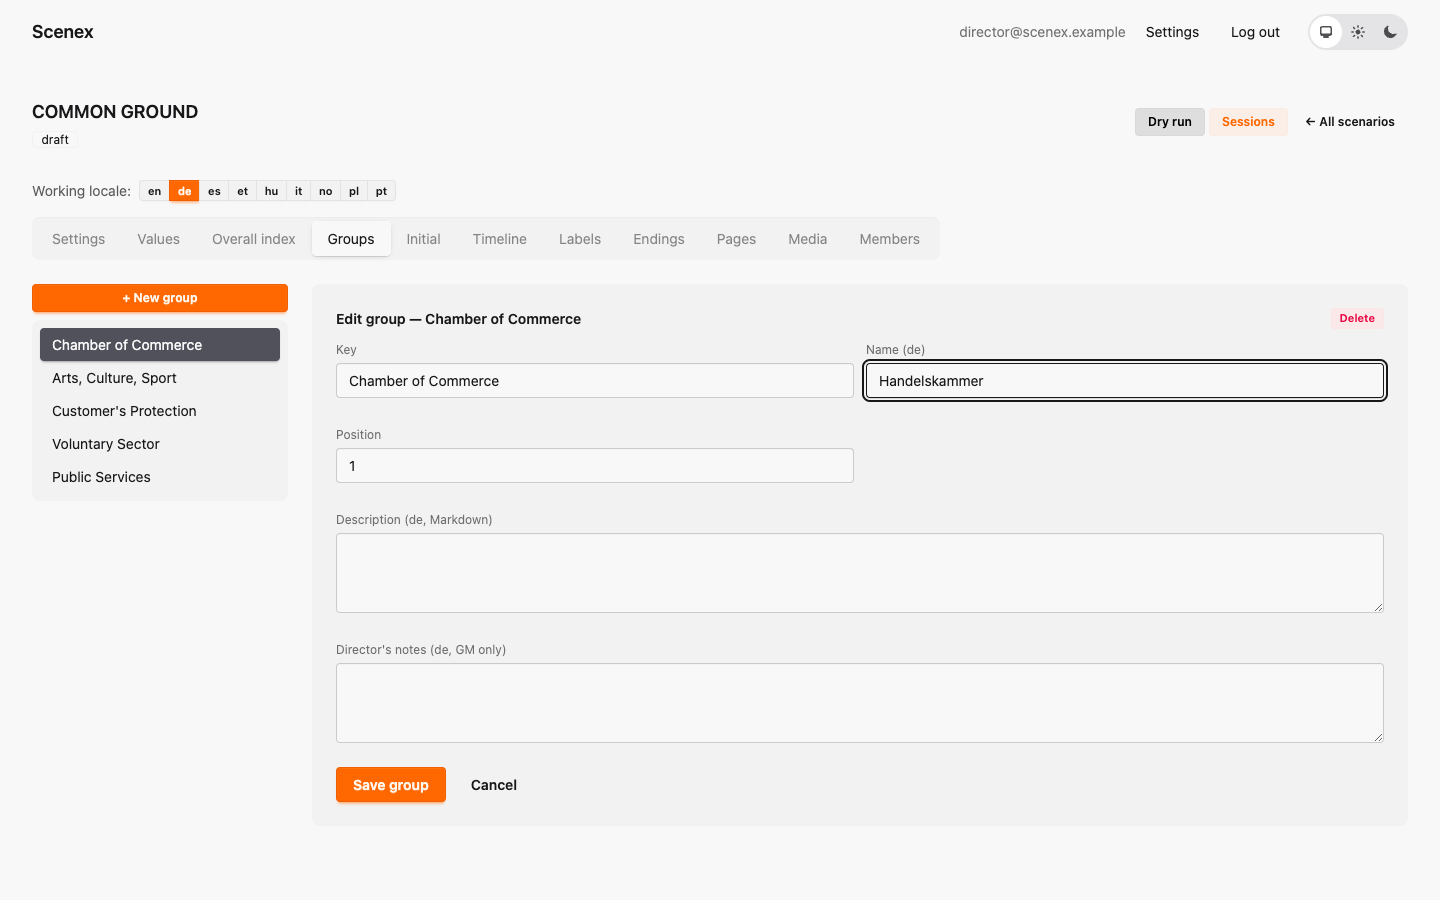 Scenex
director@scenex.example Settings Log out
COMMON GROUND
draft
Dry run Sessions ← All scenarios
Working locale: en de es et hu it no pl pt
Settings Values Overall index Groups Initial Timeline Labels Endings Pages Media Members
+ New group
Chamber of Commerce
Arts, Culture, Sport
Customer's Protection
Voluntary Sector
Public Services
Edit group — Chamber of Commerce
Delete
Key
Chamber of Commerce
Name (de)
Handelskammer
Position
1
Description (de, Markdown)
Director's notes (de, GM only)
Save group Cancel